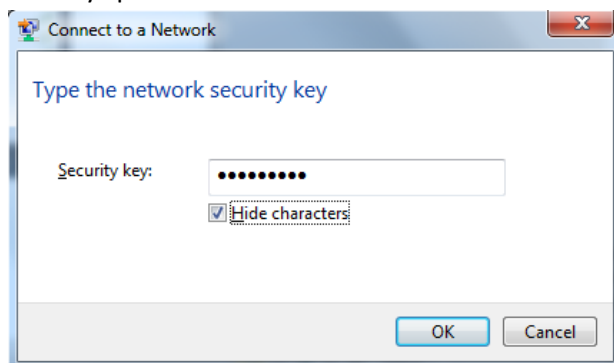 Connect to a Network
Type the network security key
Security key: •••••••••
Hide characters
OK Cancel